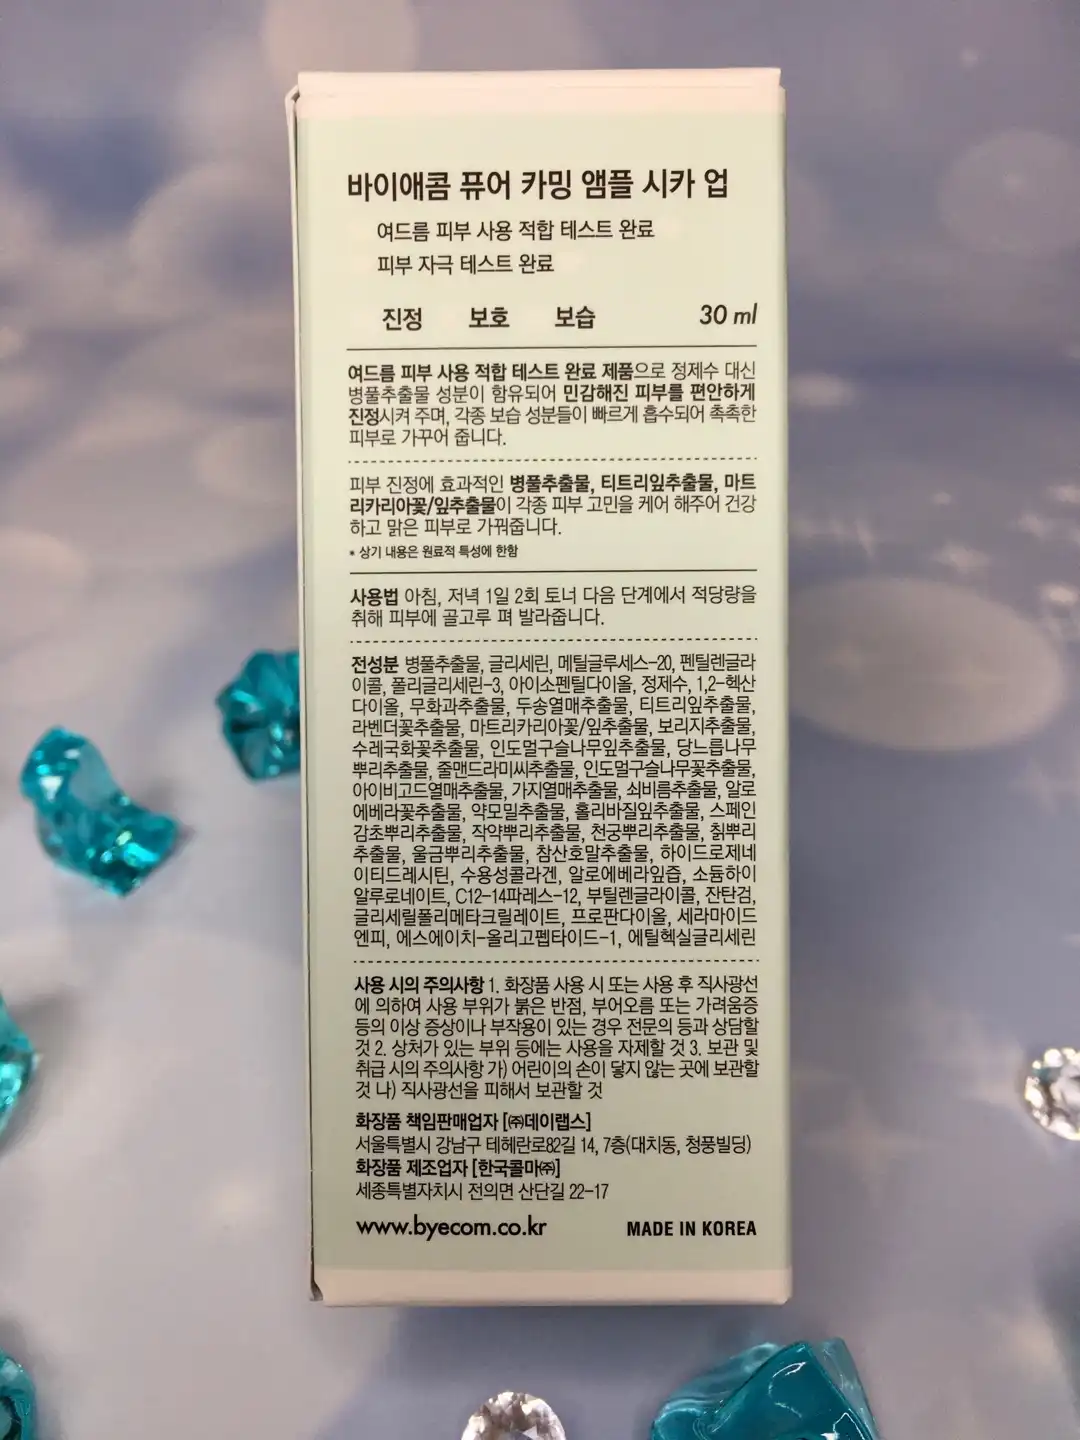 바이애콤 퓨어 카밍 앰플 시카 업
여드름 피부 사용 적합 테스트 완료
피부 자극 테스트 완료
진정 보호 보습 30 ml
여드름 피부 사용 적합 테스트 완료 제품으로 정제수 대신
병풀추출물 성분이 함유되어 민감해진 피부를 편안하게
진정시켜 주며, 각종 보습 성분들이 빠르게 흡수되어 촉촉한
피부로 가꾸어 줍니다.
피부 진정에 효과적인 병풀추출물, 티트리잎추출물, 마트
리카리아꽃/잎추출물이 각종 피부 고민을 케어 해주어 건강
하고 맑은 피부로 가꿔줍니다.
* 상기 내용은 원료적 특성에 한함
사용법 아침, 저녁 1일 2회 토너 다음 단계에서 적당량을
취해 피부에 골고루 펴 발라줍니다.
전성분 병풀추출물, 글리세린, 메틸글루세스-20, 펜틸렌글라
이콜, 폴리글리세린-3, 아이소펜틸다이올, 정제수, 1,2-헥산
다이올, 무화과추출물, 두송열매추출물, 티트리잎추출물,
라벤더꽃추출물, 마트리카리아꽃/잎추출물, 보리지추출물,
수레국화꽃추출물, 인도멀구슬나무잎추출물, 당느릅나무
뿌리추출물, 줄맨드라미씨추출물, 인도멀구슬나무꽃추출물,
아이비고드열매추출물, 가지열매추출물, 쇠비름추출물, 알로
에베라꽃추출물, 약모밀추출물, 홀리바질잎추출물, 스페인
감초뿌리추출물, 작약뿌리추출물, 천궁뿌리추출물, 칡뿌리
추출물, 울금뿌리추출물, 참산호말추출물, 하이드로제네
이티드레시틴, 수용성콜라겐, 알로에베라잎즙, 소듐하이
알루로네이트, C12-14파레스-12, 부틸렌글라이콜, 잔탄검,
글리세릴폴리메타크릴레이트, 프로판다이올, 세라마이드
엔피, 에스에이치-올리고펩타이드-1, 에틸헥실글리세린
사용 시의 주의사항 1. 화장품 사용 시 또는 사용 후 직사광선
에 의하여 사용 부위가 붉은 반점, 부어오름 또는 가려움증
등의 이상 증상이나 부작용이 있는 경우 전문의 등과 상담할
것 2. 상처가 있는 부위 등에는 사용을 자제할 것 3. 보관 및
취급 시의 주의사항 가) 어린이의 손이 닿지 않는 곳에 보관할
것 나) 직사광선을 피해서 보관할 것
화장품 책임판매업자 [㈜데이랩스]
서울특별시 강남구 테헤란로82길 14, 7층(대치동, 청풍빌딩)
화장품 제조업자 [한국콜마㈜]
세종특별자치시 전의면 산단길 22-17
www.byecom.co.kr MADE IN KOREA